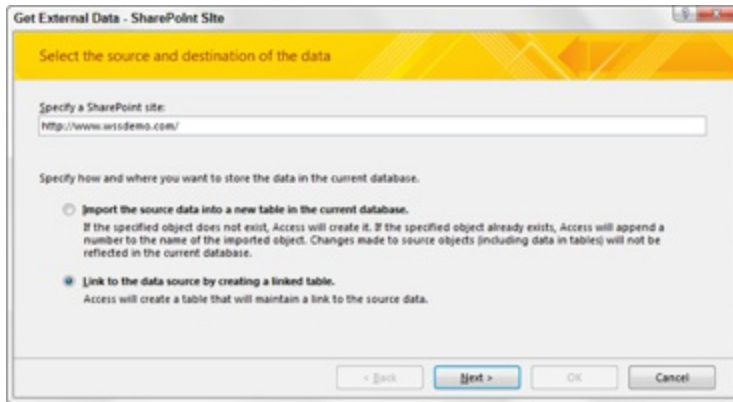 Get External Data - SharePoint Site
Select the source and destination of the data
Specify a SharePoint site:
http://www.wssdemo.com/
Specify how and where you want to store the data in the current database.
Import the source data into a new table in the current database.
If the specified object does not exist, Access will create it. If the specified object already exists, Access will append a
number to the name of the imported object. Changes made to source objects (including data in tables) will not be
reflected in the current database.
Link to the data source by creating a linked table.
Access will create a table that will maintain a link to the source data.
< Back Next > OK Cancel